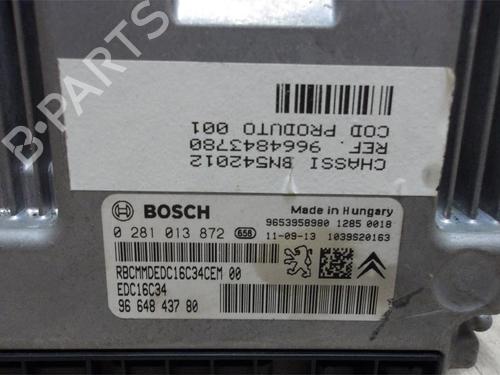 B-PARTS
CHASSI BN542012
REF. 9664843780
COD PRODUTO 001
BOSCH
Made in Hungary
9653958980 1285 0018
0 281 013 872 658 11-09-13 1039S20163
RBCMMDEDC16C34CEM 00
EDC16C34
96 648 437 80